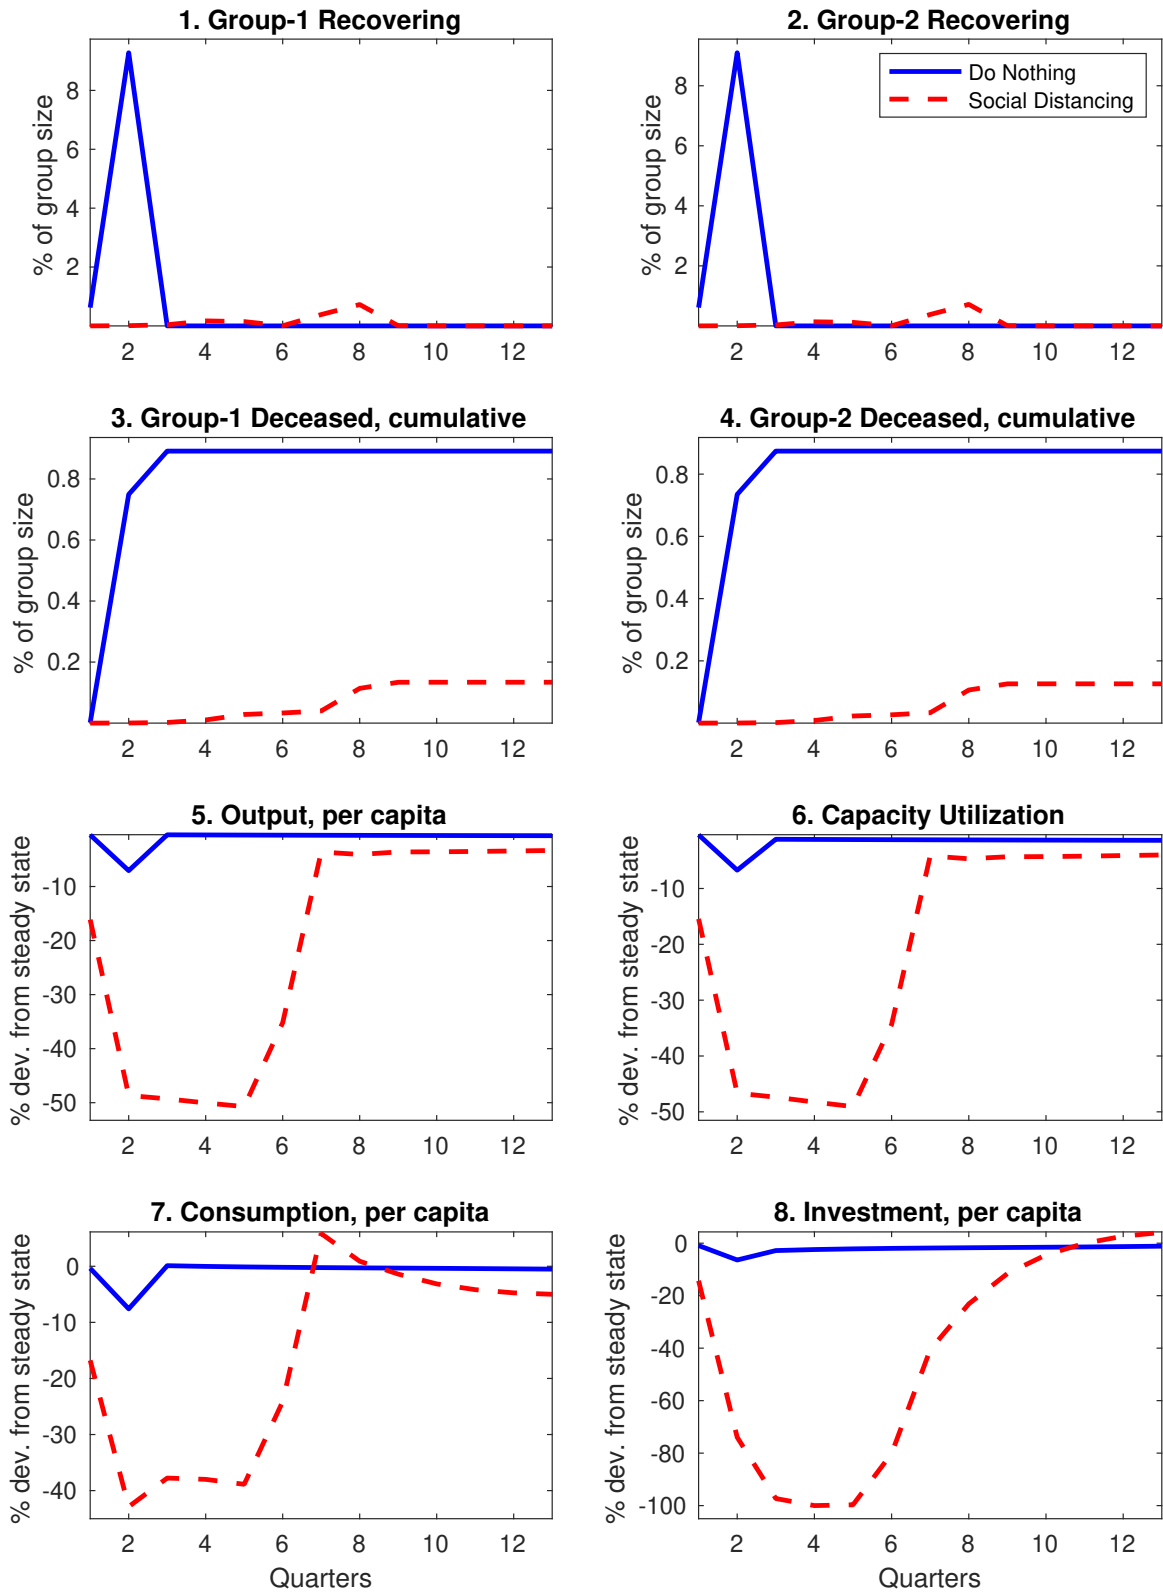 1. Group-1 Recovering
% of group size
8
6
4
2
2 4 6 8 10 12
2. Group-2 Recovering
% of group size
8
6
4
2
2 4 6 8 10 12
Do Nothing
Social Distancing
3. Group-1 Deceased, cumulative
% of group size
0.8
0.6
0.4
0.2
2 4 6 8 10 12
4. Group-2 Deceased, cumulative
% of group size
0.8
0.6
0.4
0.2
2 4 6 8 10 12
5. Output, per capita
% dev. from steady state
-10
-20
-30
-40
-50
2 4 6 8 10 12
6. Capacity Utilization
% dev. from steady state
-10
-20
-30
-40
-50
2 4 6 8 10 12
7. Consumption, per capita
% dev. from steady state
0
-10
-20
-30
-40
2 4 6 8 10 12
Quarters
8. Investment, per capita
% dev. from steady state
0
-20
-40
-60
-80
-100
2 4 6 8 10 12
Quarters